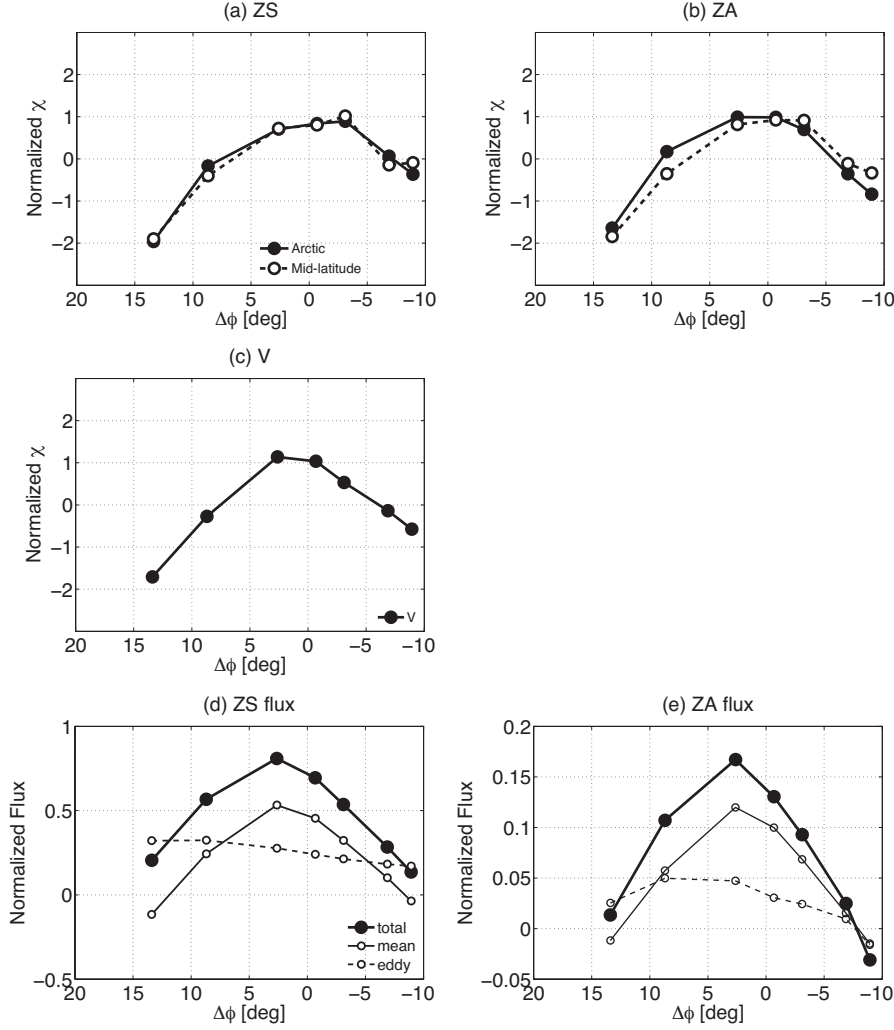 (a) ZS
Normalized χ
2
1
0
−1
−2
20 15 10 5 0 −5 −10
Δϕ [deg]
Arctic
Mid-latitude
(b) ZA
Normalized χ
2
1
0
−1
−2
20 15 10 5 0 −5 −10
Δϕ [deg]
(c) V
Normalized χ
2
1
0
−1
−2
20 15 10 5 0 −5 −10
Δϕ [deg]
V
(d) ZS flux
Normalized Flux
1
0.5
0
−0.5
20 15 10 5 0 −5 −10
Δϕ [deg]
total
mean
eddy
(e) ZA flux
Normalized Flux
0.2
0.15
0.1
0.05
0
−0.05
20 15 10 5 0 −5 −10
Δϕ [deg]